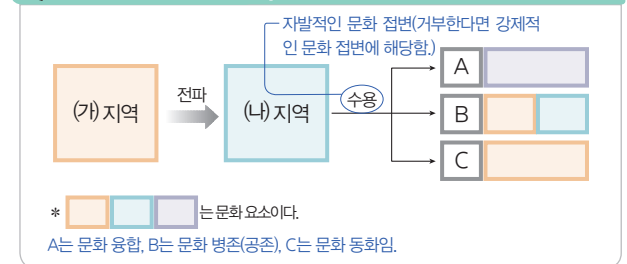 자발적인 문화 접변(거부한다면 강제적
인 문화 접변에 해당함.)
(가) 지역
전파
(나) 지역
수용
A
B
C
* 는 문화 요소이다.
A는 문화 융합, B는 문화 병존(공존), C는 문화 동화임.